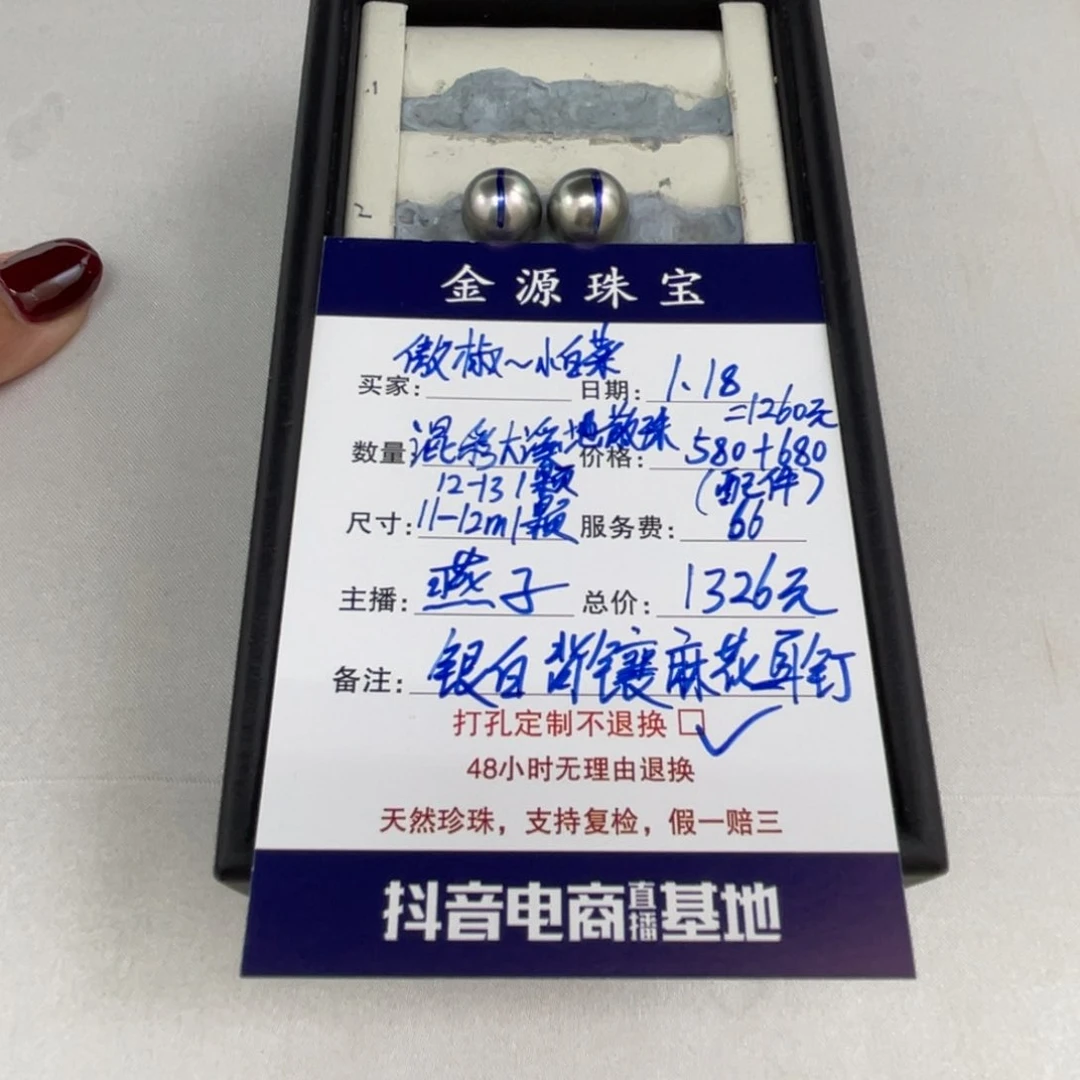 .1
2
金源珠宝
买家：傲椒～小白菜 日期：1.18
=1260元
数量 混彩大溪地散珠 价格：580+680
12-13 1颗 (配件)
尺寸：11-12m1颗 服务费：66
主播：燕子 总价：1326元
备注：银白背镶麻花耳钉
打孔定制不退换 □ ✓
48小时无理由退换
天然珍珠，支持复检，假一赔三
抖音电商直播基地